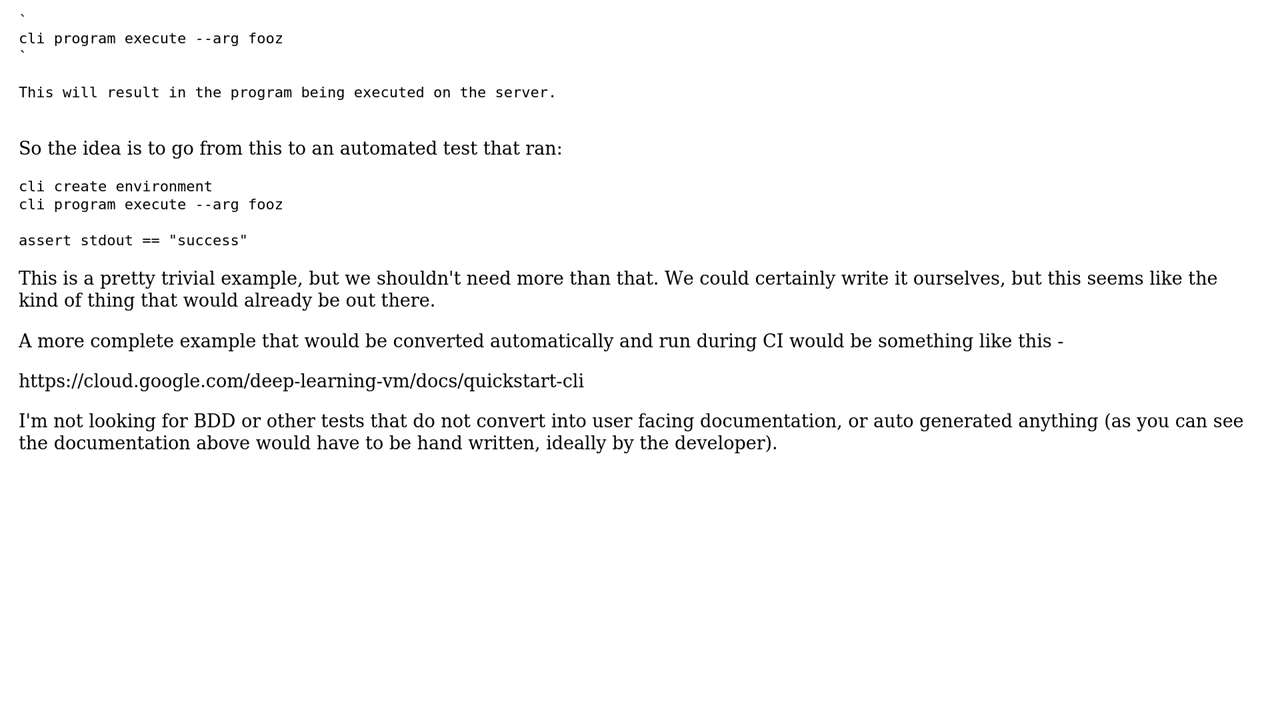 `
cli program execute --arg fooz
`
This will result in the program being executed on the server.
So the idea is to go from this to an automated test that ran:
cli create environment
cli program execute --arg fooz
assert stdout == "success"
This is a pretty trivial example, but we shouldn't need more than that. We could certainly write it ourselves, but this seems like the
kind of thing that would already be out there.
A more complete example that would be converted automatically and run during CI would be something like this -
https://cloud.google.com/deep-learning-vm/docs/quickstart-cli
I'm not looking for BDD or other tests that do not convert into user facing documentation, or auto generated anything (as you can see
the documentation above would have to be hand written, ideally by the developer).